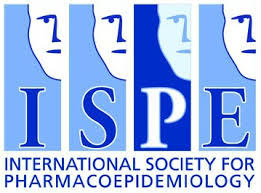 ISPE
INTERNATIONAL SOCIETY FOR
PHARMACOEPIDEMIOLOGY